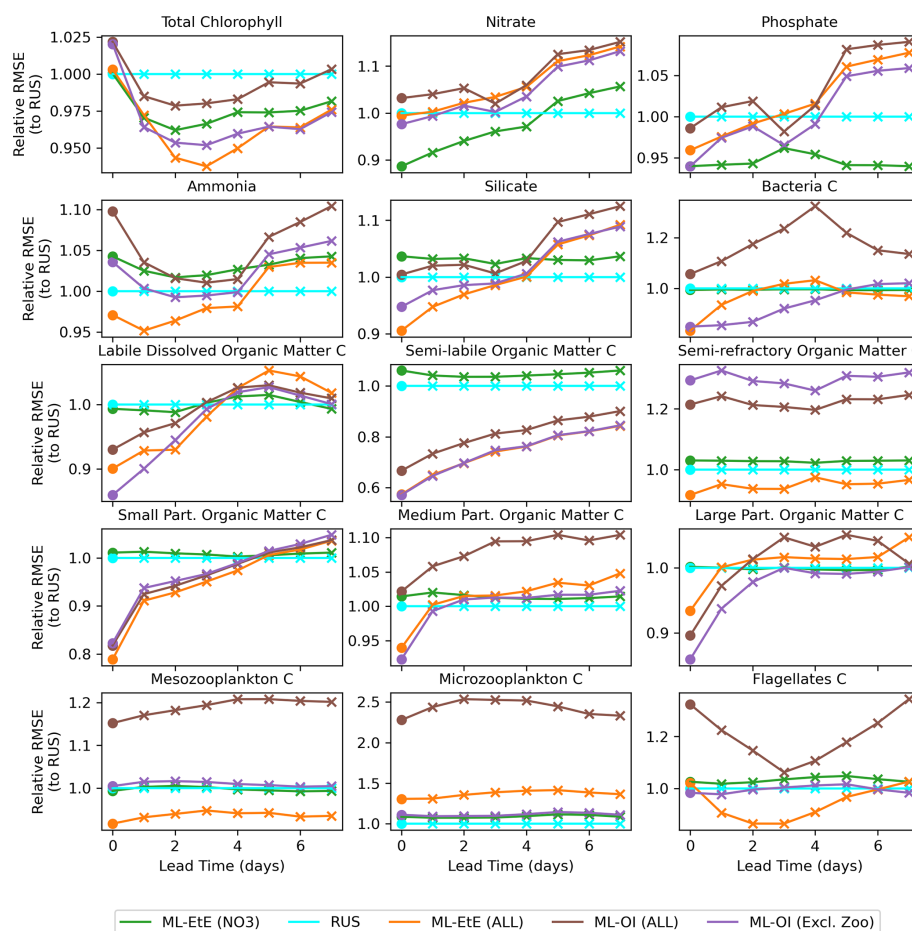 Total Chlorophyll Nitrate Phosphate
Relative RMSE
(to RUS)
1.025
1.000
0.975
0.950
1.1
1.0
0.9
1.05
1.00
0.95
Ammonia Silicate Bacteria C
Relative RMSE
(to RUS)
1.10
1.05
1.00
0.95
1.1
1.0
0.9
1.2
1.0
Labile Dissolved Organic Matter C Semi-labile Organic Matter C Semi-refractory Organic Matter
Relative RMSE
(to RUS)
1.0
0.9
1.0
0.8
0.6
1.2
1.0
Small Part. Organic Matter C Medium Part. Organic Matter C Large Part. Organic Matter C
Relative RMSE
(to RUS)
1.0
0.9
0.8
1.10
1.05
1.00
0.95
1.0
0.9
Mesozooplankton C Microzooplankton C Flagellates C
Relative RMSE
(to RUS)
1.2
1.1
1.0
2.5
2.0
1.5
1.0
1.2
1.0
0 2 4 6 0 2 4 6 0 2 4 6
Lead Time (days) Lead Time (days) Lead Time (days)
ML-EtE (NO3) RUS ML-EtE (ALL) ML-OI (ALL) ML-OI (Excl. Zoo)